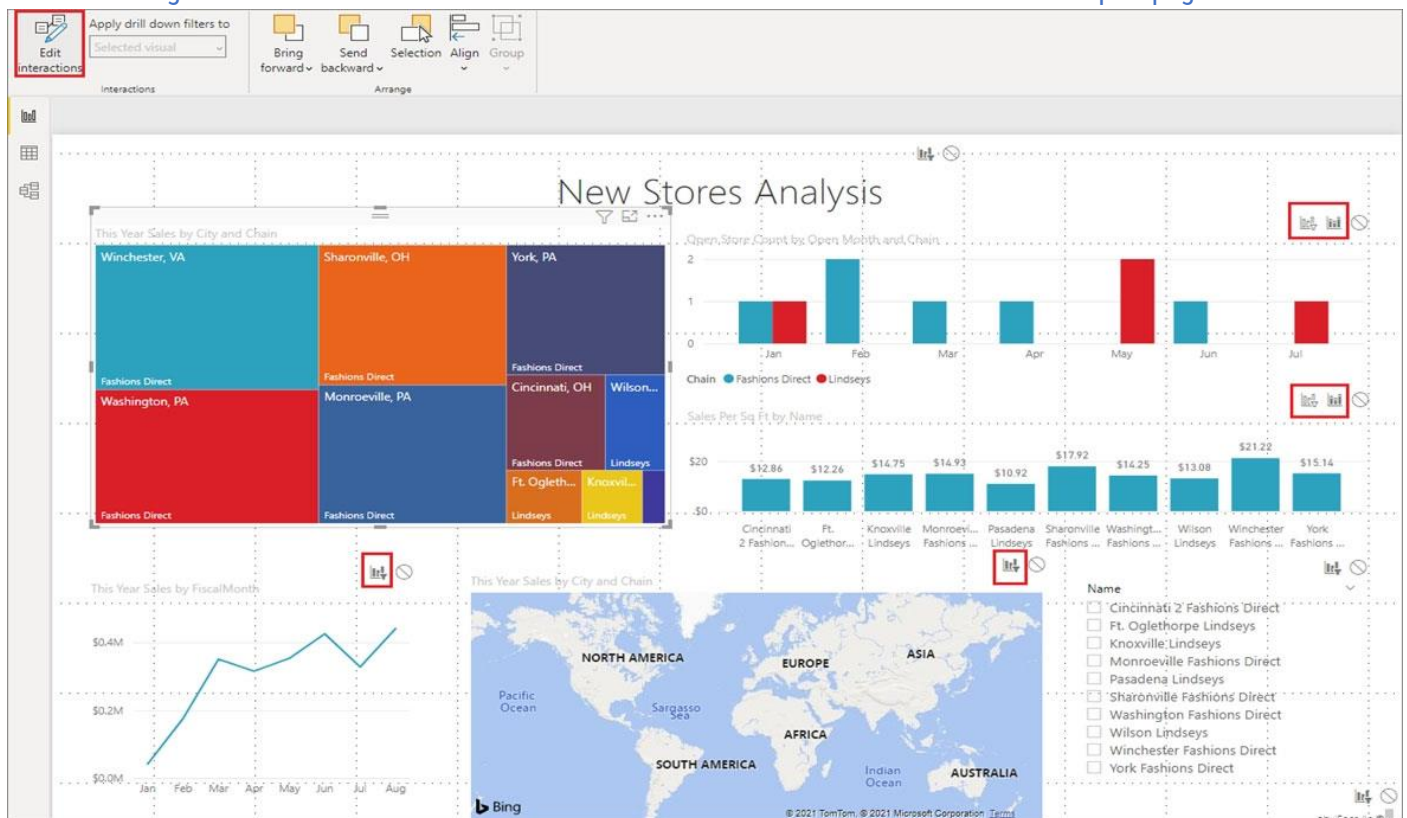 Edit
interactions
Apply drill down filters to
Selected visual
Interactions
Bring
forward
Send
backward
Selection
Align
Group
Arrange
New Stores Analysis
This Year Sales by City and Chain
Winchester, VA
Fashions Direct
Sharonville, OH
Fashions Direct
York, PA
Fashions Direct
Washington, PA
Fashions Direct
Monroeville, PA
Fashions Direct
Cincinnati, OH
Fashions Direct
Wilson...
Lindseys
Ft. Ogleth...
Lindseys
Knoxvil...
Lindseys
Open Store Count by Open Month and Chain
2
1
0
Jan Feb Mar Apr May Jun Jul
Chain Fashions Direct Lindseys
Sales Per Sq Ft by Name
$20
$0
$12.86 $12.26 $14.75 $14.93 $10.92 $17.92 $14.25 $13.08 $21.22 $15.14
Cincinnati Ft. Knoxville Monroevi... Pasadena Sharonville Washingt... Wilson Winchester York
2 Fashion... Oglethor... Lindseys Fashions ... Lindseys Fashions ... Fashions ... Lindseys Fashions ... Fashions ...
This Year Sales by FiscalMonth
$0.4M
$0.2M
$0.0M
Jan Feb Mar Apr May Jun Jul Aug
This Year Sales by City and Chain
NORTH AMERICA
EUROPE
ASIA
Pacific
Ocean
Sargasso
Sea
AFRICA
SOUTH AMERICA
Indian
Ocean
AUSTRALIA
Bing
© 2021 TomTom, © 2021 Microsoft Corporation Terms
Name
Cincinnati 2 Fashions Direct
Ft. Oglethorpe Lindseys
Knoxville Lindseys
Monroeville Fashions Direct
Pasadena Lindseys
Sharonville Fashions Direct
Washington Fashions Direct
Wilson Lindseys
Winchester Fashions Direct
York Fashions Direct